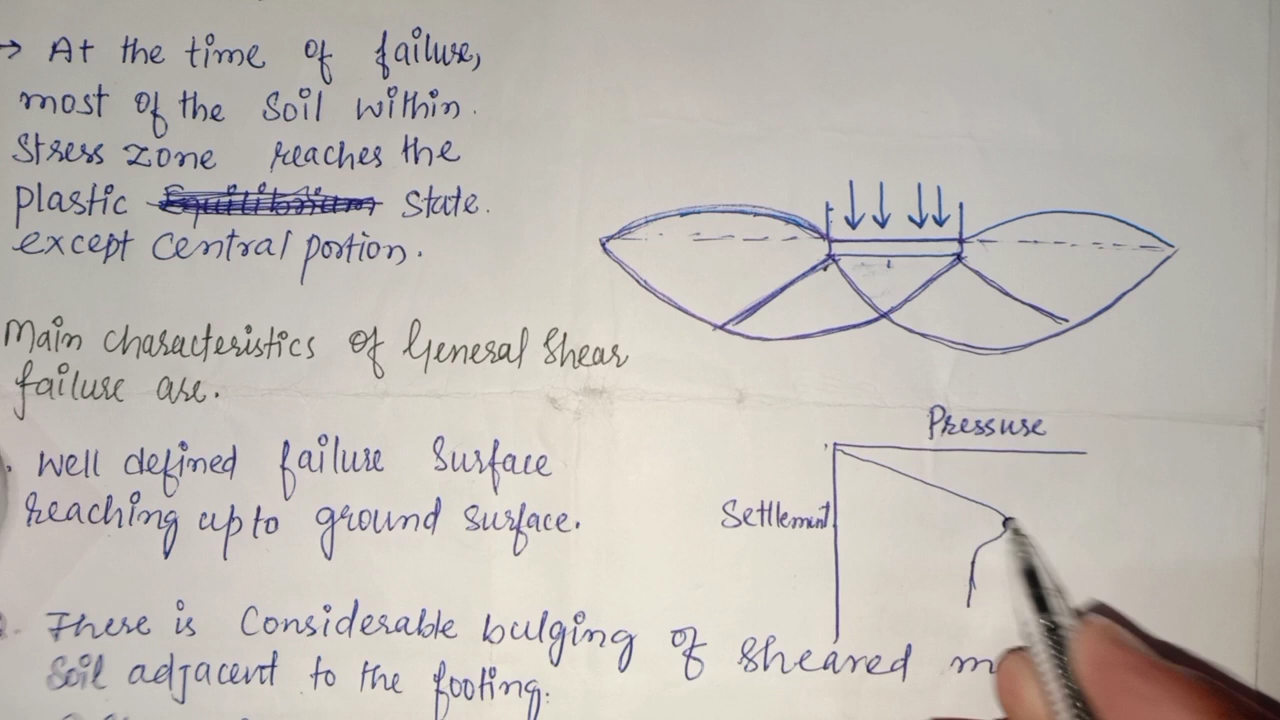 → At the time of failure,
most of the soil within.
Stress zone reaches the
plastic Equilibrium state.
except central portion.
Main characteristics of General Shear
failure are.
Well defined failure surface
reaching up to ground surface.
Pressure
Settlement
There is Considerable bulging of sheared m
Soil adjacent to the footing: